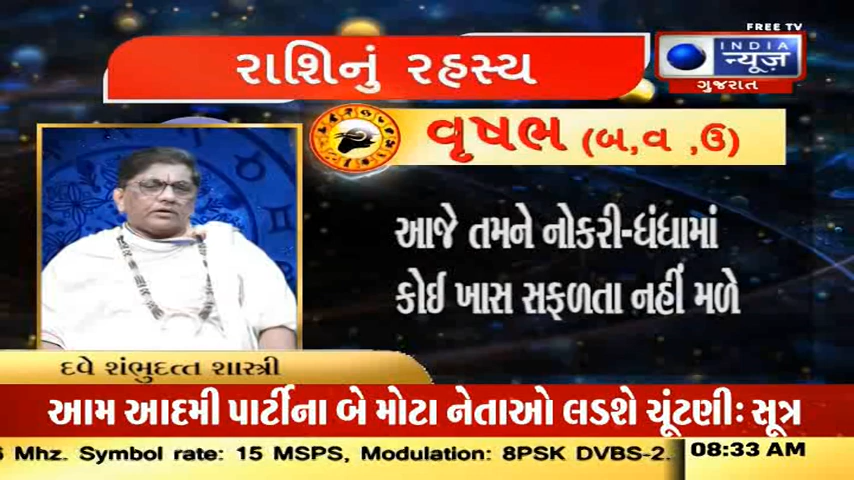 FREE TV
રાશિનું રહસ્ય
INDIA
न्यूज़
ગુજરાત
વૃષભ (બ,વ ,ઉ)
આજે તમને નોકરી-ધંધામાં
કોઈ ખાસ સફળતા નહીં મળે
દવે શંભુદત્ત શાસ્ત્રી
આમ આદમી પાર્ટીના બે મોટા નેતાઓ લડશે ચૂંટણીઃ સૂત્ર
6 Mhz. Symbol rate: 15 MSPS, Modulation: 8PSK DVBS-2.
08:33 AM